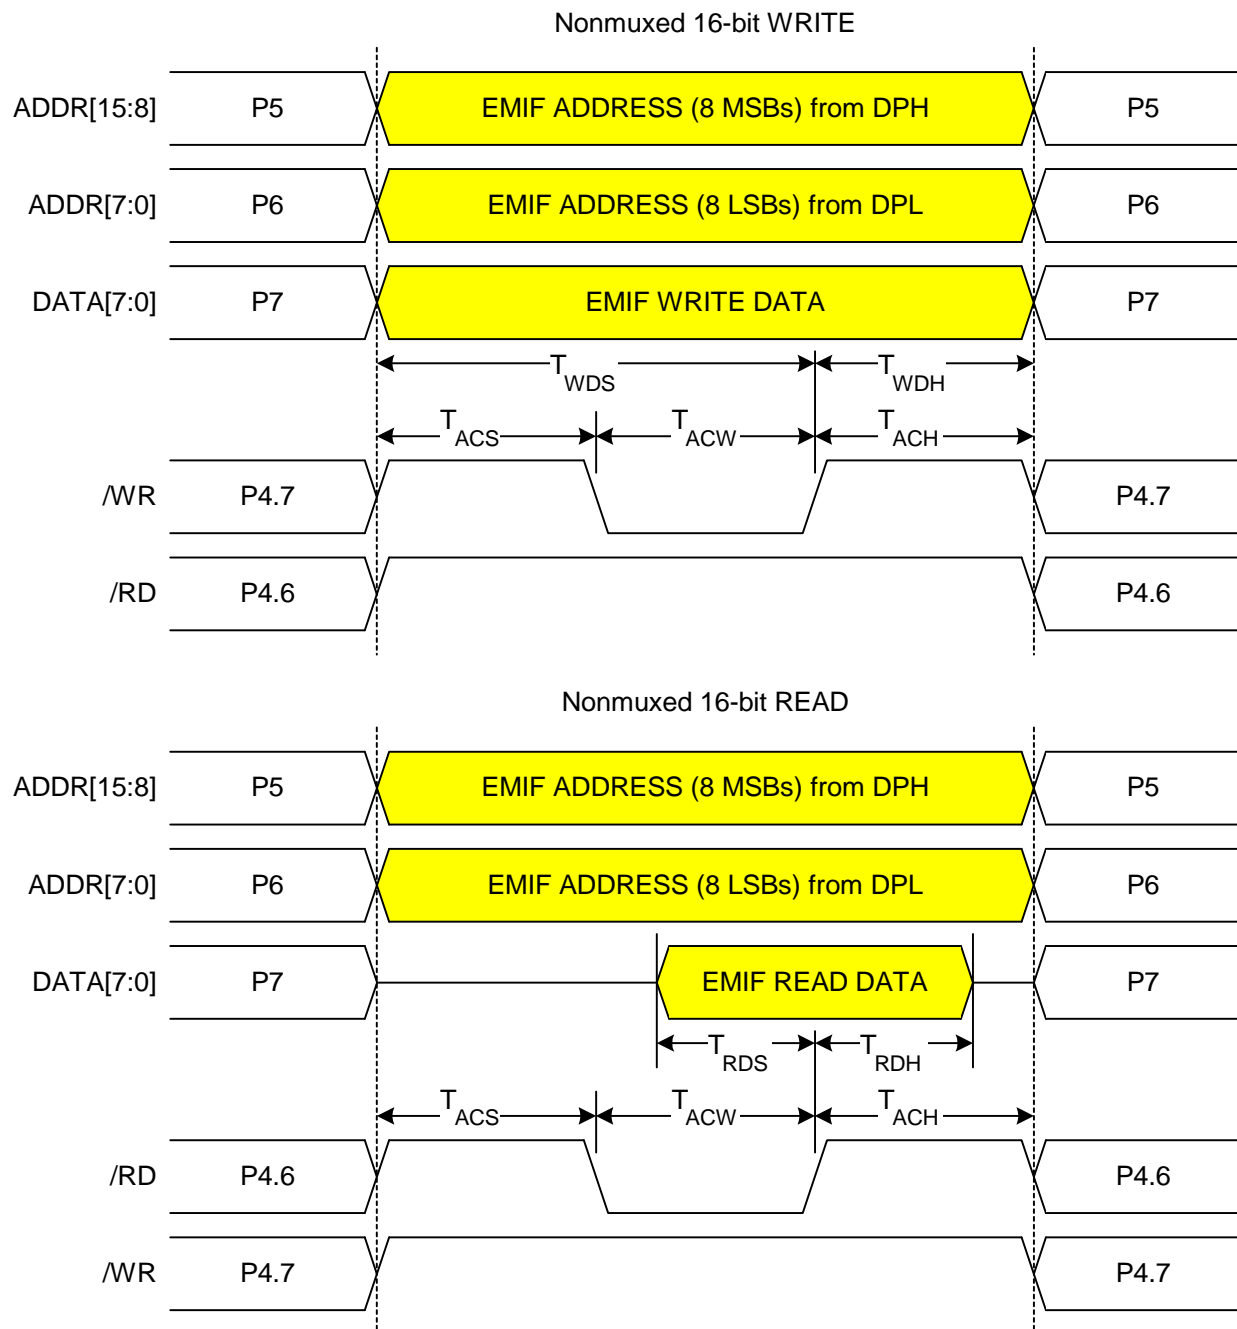 Nonmuxed 16-bit WRITE
ADDR[15:8] P5 EMIF ADDRESS (8 MSBs) from DPH P5
ADDR[7:0] P6 EMIF ADDRESS (8 LSBs) from DPL P6
DATA[7:0] P7 EMIF WRITE DATA P7
TWDS TWDH
TACS TACW TACH
/WR P4.7 P4.7
/RD P4.6 P4.6
Nonmuxed 16-bit READ
ADDR[15:8] P5 EMIF ADDRESS (8 MSBs) from DPH P5
ADDR[7:0] P6 EMIF ADDRESS (8 LSBs) from DPL P6
DATA[7:0] P7 EMIF READ DATA P7
TRDS TRDH
TACS TACW TACH
/RD P4.6 P4.6
/WR P4.7 P4.7